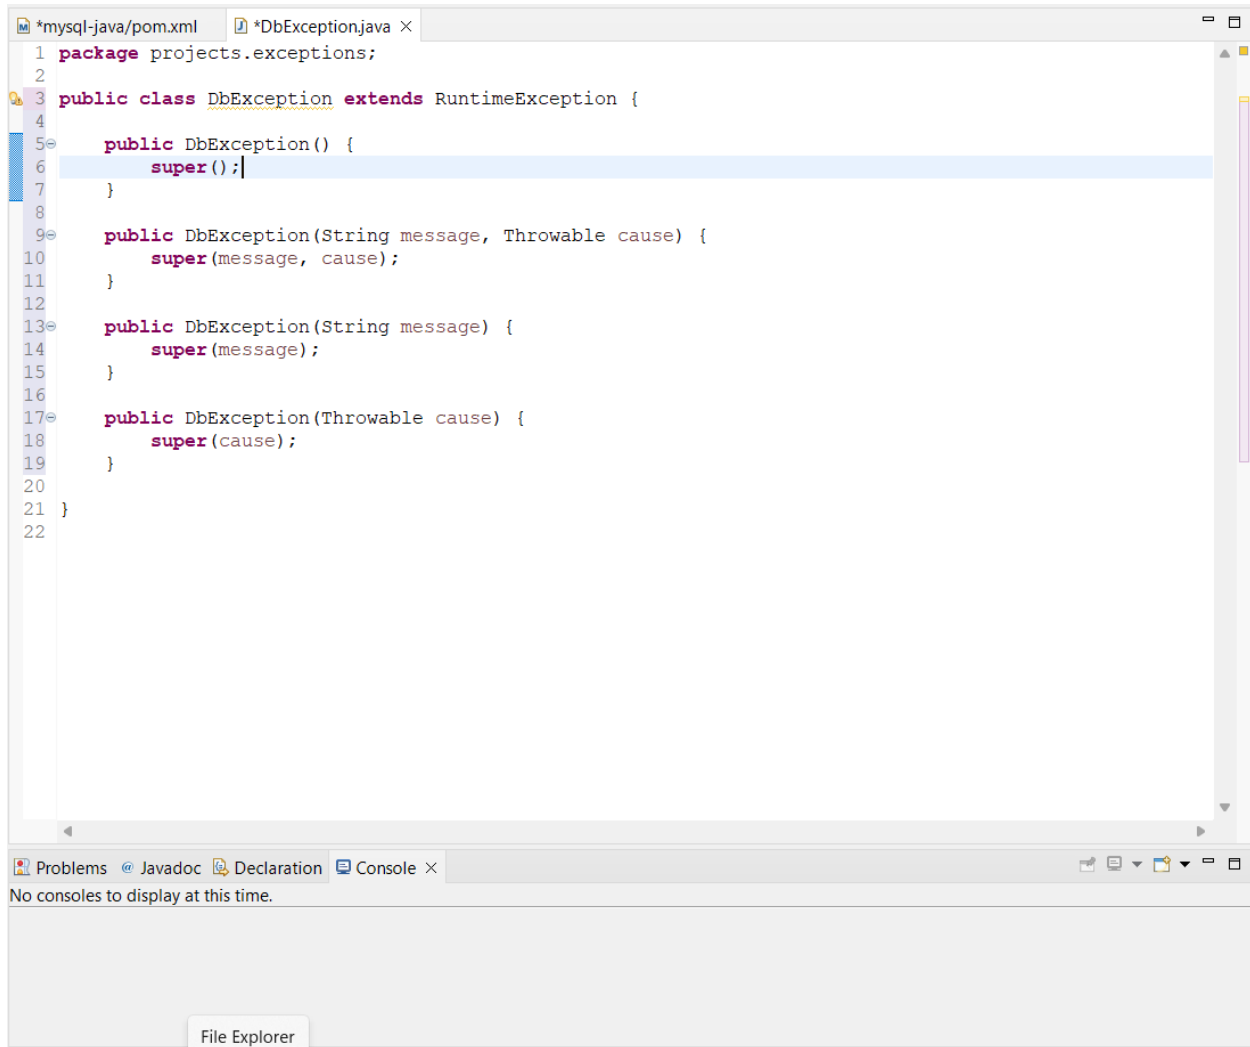 *mysql-java/pom.xml *DbException.java
1 package projects.exceptions;
2
3 public class DbException extends RuntimeException {
4
5 public DbException() {
6 super();
7 }
8
9 public DbException(String message, Throwable cause) {
10 super(message, cause);
11 }
12
13 public DbException(String message) {
14 super(message);
15 }
16
17 public DbException(Throwable cause) {
18 super(cause);
19 }
20
21 }
22
Problems @ Javadoc Declaration Console
No consoles to display at this time.
File Explorer